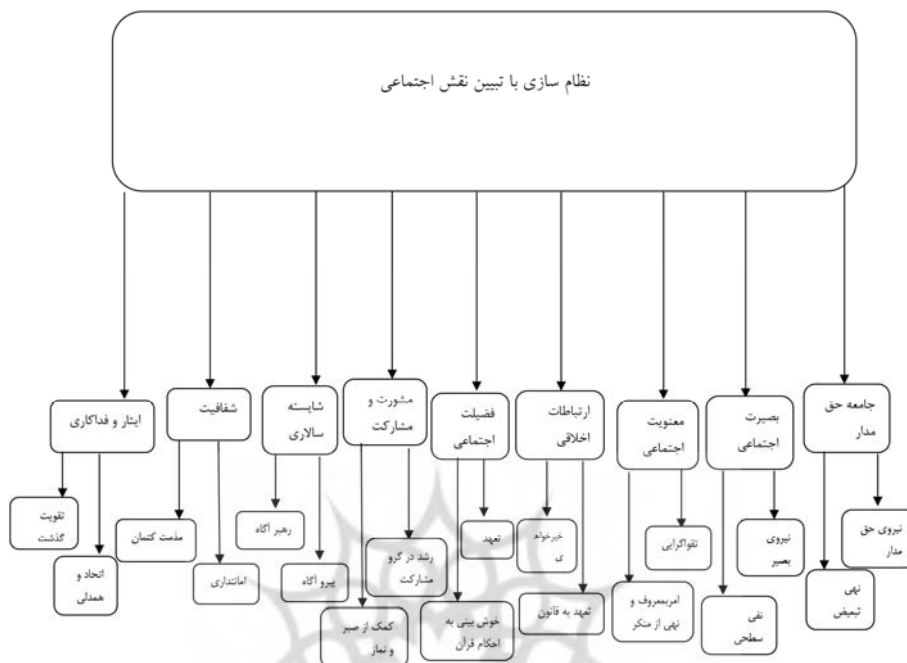 نظام سازی با تبیین نقش اجتماعی
جامعه حق
مدار
بصیرت
اجتماعی
معنویت
اجتماعی
ارتباطات
اخلاقی
فضیلت
اجتماعی
مشورت و
مشارکت
شایسته
سالاری
شفافیت
ایثار و فداکاری
نیروی حق
مدار
نهی
تبعیض
نیروی
بصیر
نفی
سطحی
تقواگرایی
امربمعروف و
نهی از منکر
خیرخواه
ی
تعهد به قانون
تعهد
خوش بینی به
احکام قرآن
رشد در گرو
مشارکت
کمک از صبر
و نماز
رهبر آگاه
پیرو آگاه
مذمت کتمان
امانتداری
تقویت
گذشت
اتحاد و
همدلی